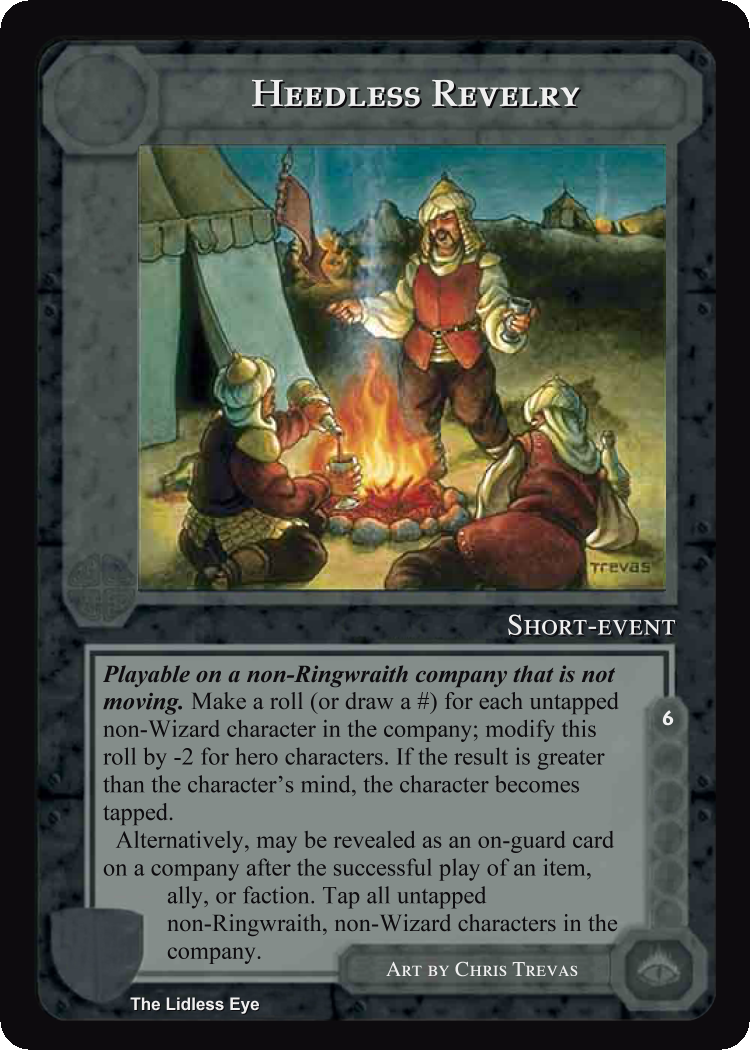 Heedless Revelry
TREVAS
Short-event
Playable on a non-Ringwraith company that is not
moving. Make a roll (or draw a #) for each untapped
non-Wizard character in the company; modify this
roll by -2 for hero characters. If the result is greater
than the character's mind, the character becomes
tapped.
Alternatively, may be revealed as an on-guard card
on a company after the successful play of an item,
ally, or faction. Tap all untapped
non-Ringwraith, non-Wizard characters in the
company.
6
Art by Chris Trevas
The Lidless Eye